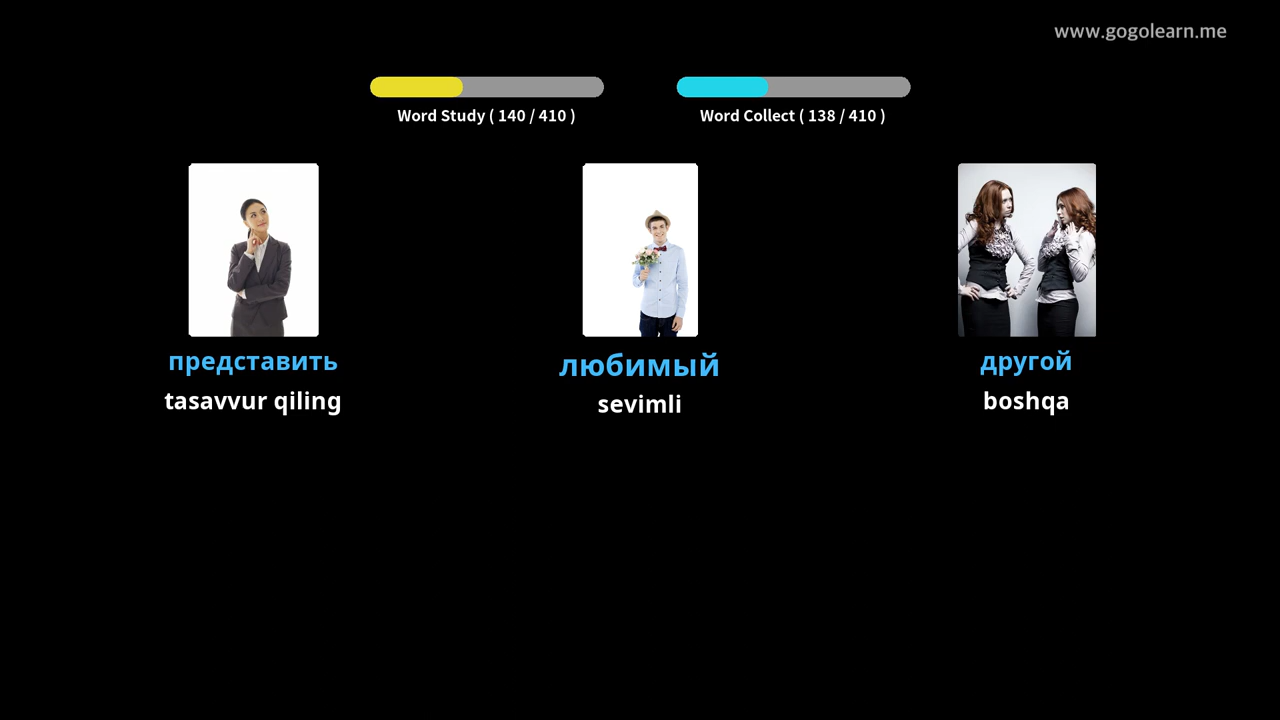 www.gogolearn.me
Word Study ( 140 / 410 )
Word Collect ( 138 / 410 )
представить
любимый
другой
tasavvur qiling
sevimli
boshqa